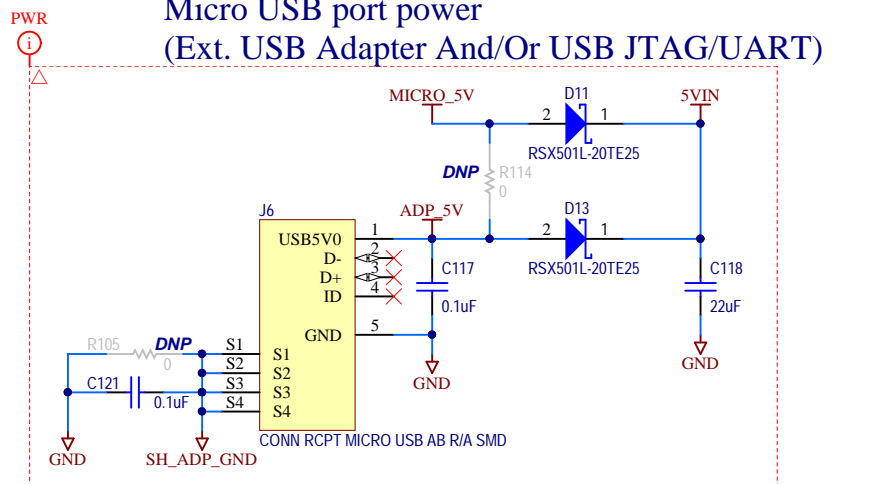 Micro USB port power
(Ext. USB Adapter And/Or USB JTAG/UART)
PWR
i
MICRO_5V
D11
5VIN
2
1
RSX501L-20TE25
DNP
R114
0
J6
ADP_5V
D13
USB5V0
1
2
1
D-
2
RSX501L-20TE25
C117
C118
D+
3
ID
4
0.1uF
22uF
GND
5
R105
DNP
0
S1
S1
S2
S2
GND
GND
C121
0.1uF
S3
S3
S4
S4
CONN RCPT MICRO USB AB R/A SMD
GND
SH_ADP_GND